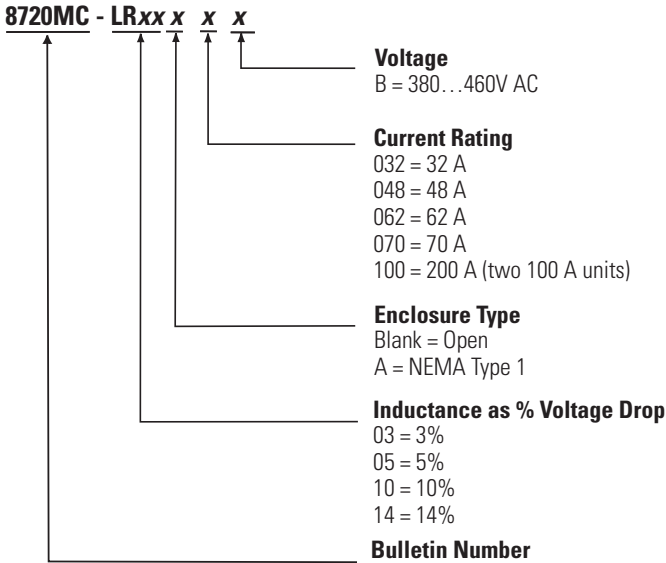 8720MC - LRxx x x x
Voltage
B = 380...460V AC
Current Rating
032 = 32 A
048 = 48 A
062 = 62 A
070 = 70 A
100 = 200 A (two 100 A units)
Enclosure Type
Blank = Open
A = NEMA Type 1
Inductance as % Voltage Drop
03 = 3%
05 = 5%
10 = 10%
14 = 14%
Bulletin Number